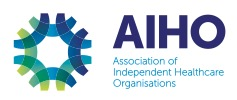 AIHO
Association of
Independent Healthcare
Organisations